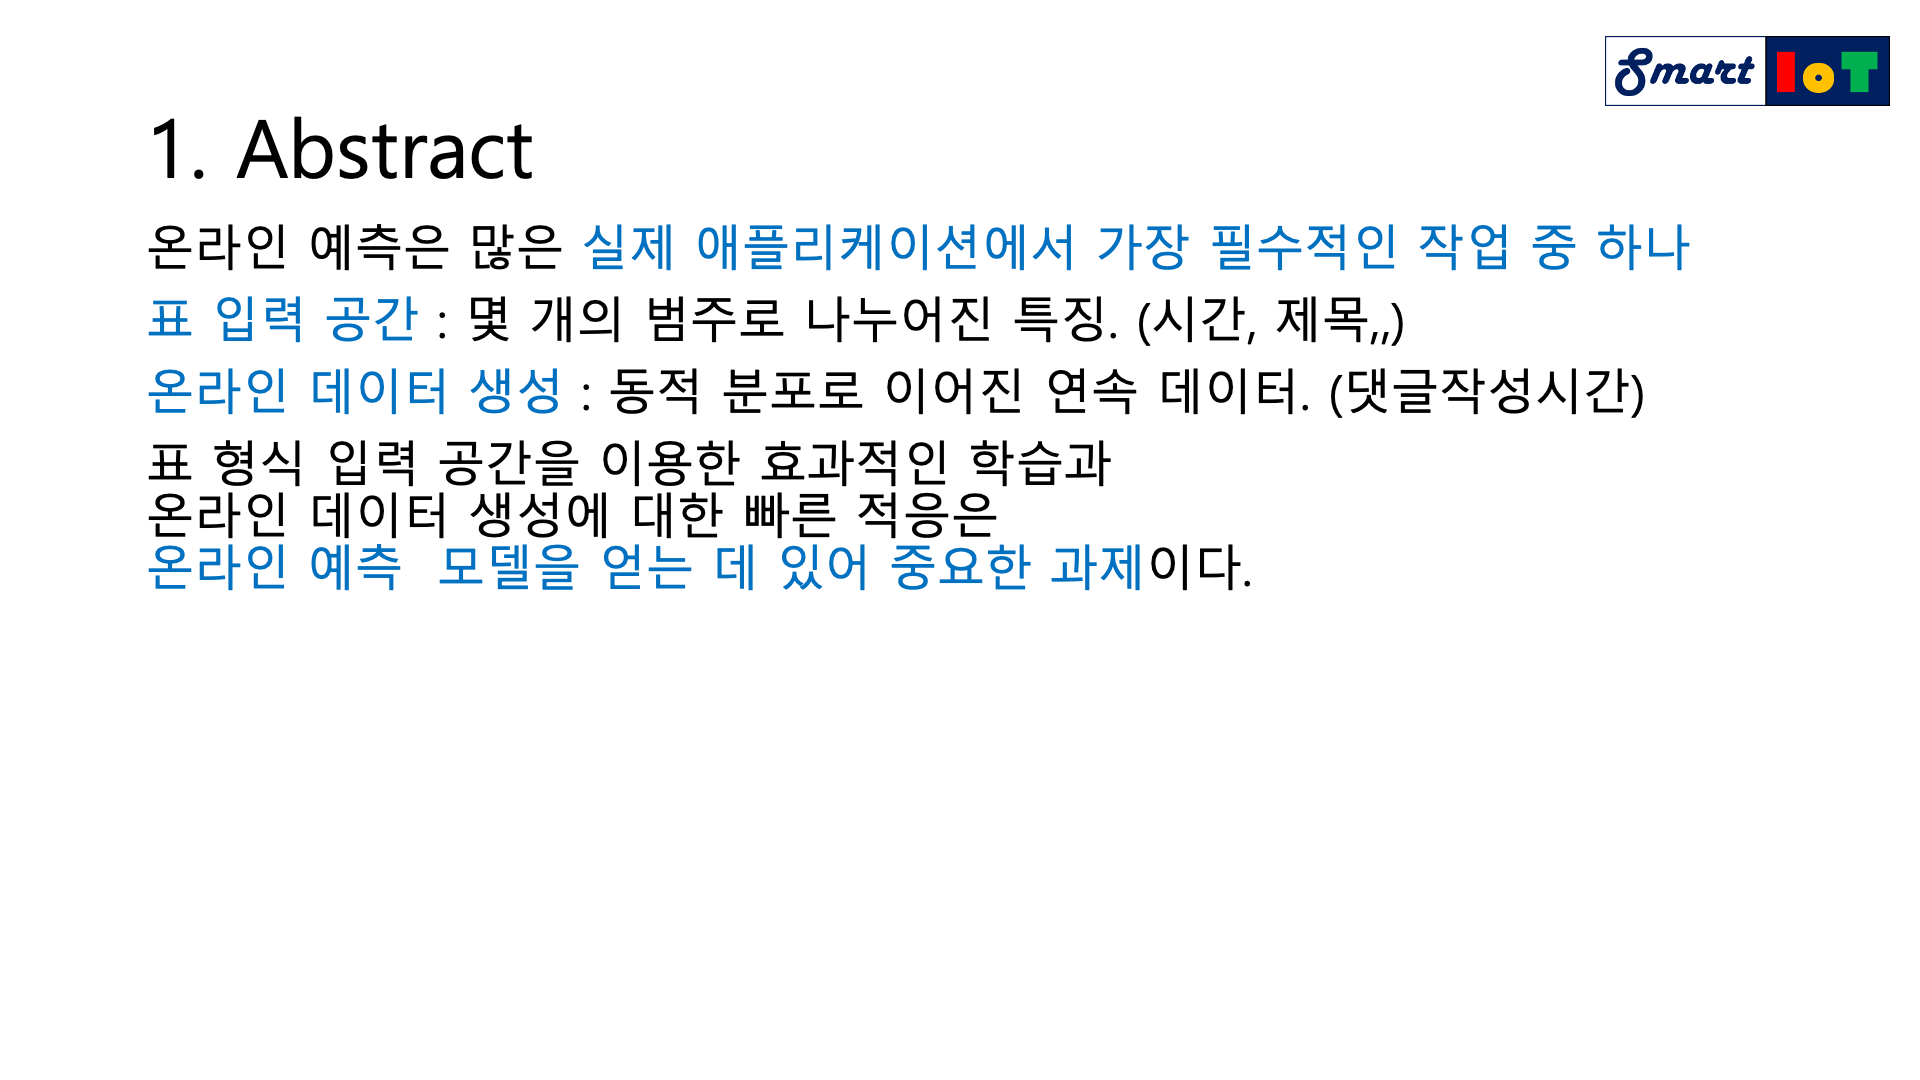 Smart IoT
1. Abstract
온라인 예측은 많은 실제 애플리케이션에서 가장 필수적인 작업 중 하나
표 입력 공간 : 몇 개의 범주로 나누어진 특징. (시간, 제목,,,)
온라인 데이터 생성 : 동적 분포로 이어진 연속 데이터. (댓글작성시간)
표 형식 입력 공간을 이용한 효과적인 학습과
온라인 데이터 생성에 대한 빠른 적응은
온라인 예측  모델을 얻는 데 있어 중요한 과제이다.